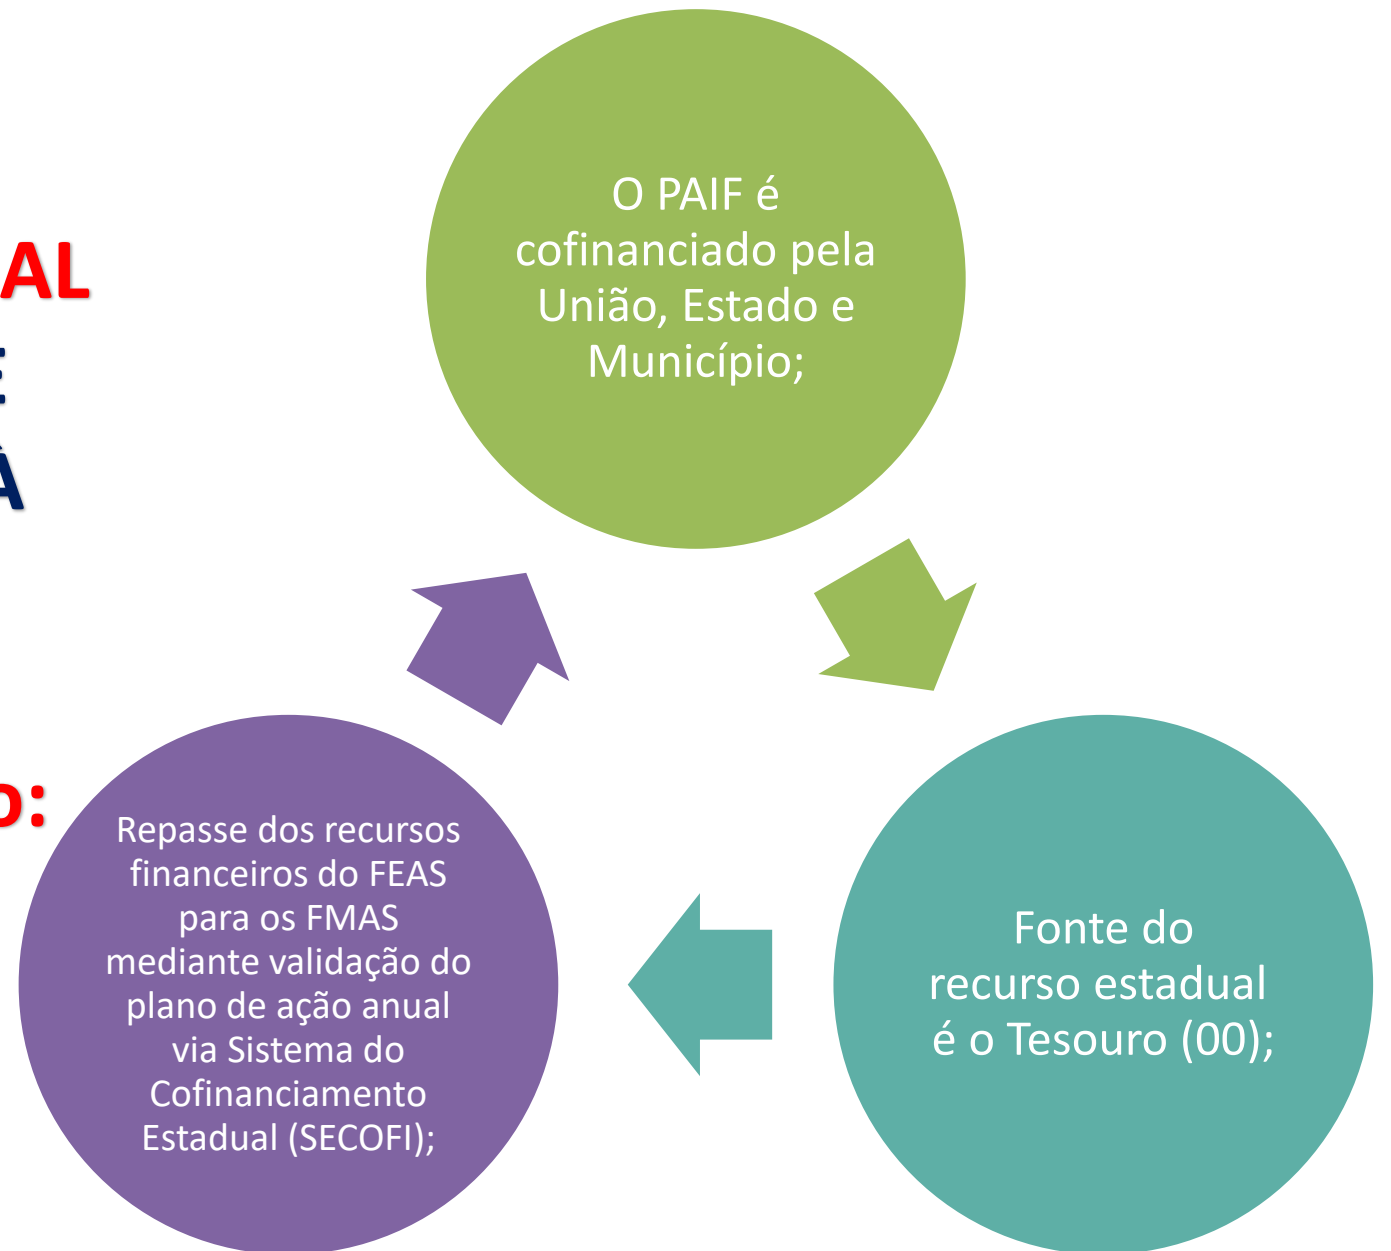 AL
E
À
o:
O PAIF é
cofinanciado pela
União, Estado e
Município;
Fonte do
recurso estadual
é o Tesouro (00);
Repasse dos recursos
financeiros do FEAS
para os FMAS
mediante validação do
plano de ação anual
via Sistema do
Cofinanciamento
Estadual (SECOFI);